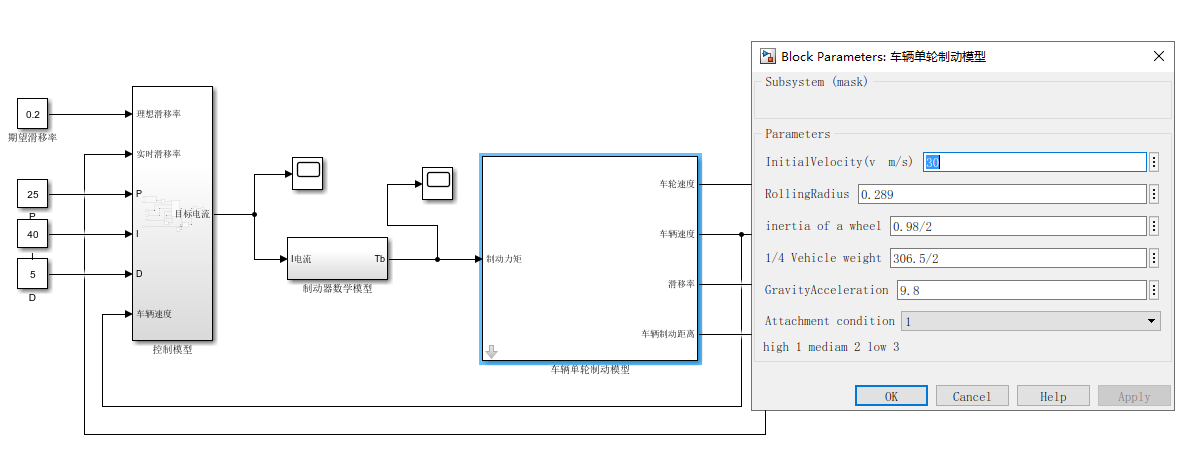 0.2
期望滑移率
25
P
40
I
5
D
理想滑移率
实时滑移率
P
I
D
车辆速度
目标电流
控制模型
I电流
Tb
制动器数学模型
制动力矩
车轮速度
车辆速度
滑移率
车辆制动距离
车辆单轮制动模型
Block Parameters: 车辆单轮制动模型
Subsystem (mask)
Parameters
InitialVelocity(v  m/s) 30
RollingRadius 0.289
inertia of a wheel 0.98/2
1/4 Vehicle weight 306.5/2
GravityAcceleration 9.8
Attachment condition 1
high 1 mediam 2 low 3
OK Cancel Help Apply